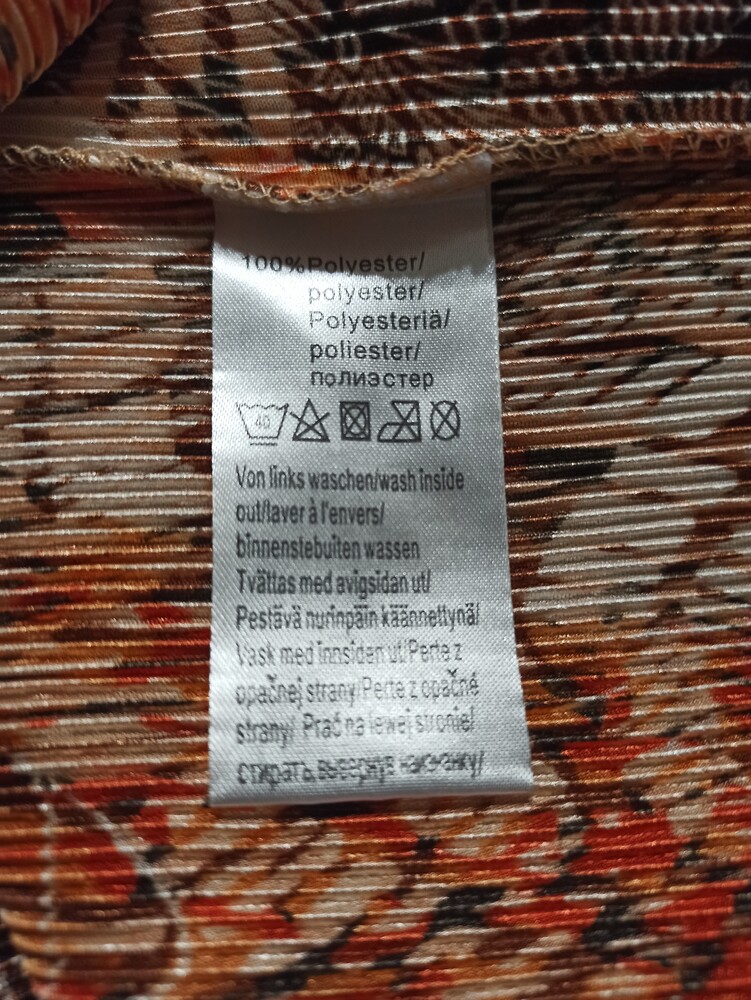 100%Polyester/
polyester/
Polyesteriä/
poliester/
полиэстер
40
Von links waschen/wash inside
out/laver à l'envers/
binnenstebuiten wassen
Tvättas med avigsidan ut/
Pestävä nurinpäin käännettynä/
Vask med innsiden ut/Perte z
opačnej strany/Perte z opačné
strany/ Prać na lewej stronie/
стирать, вывернув наизнанку/